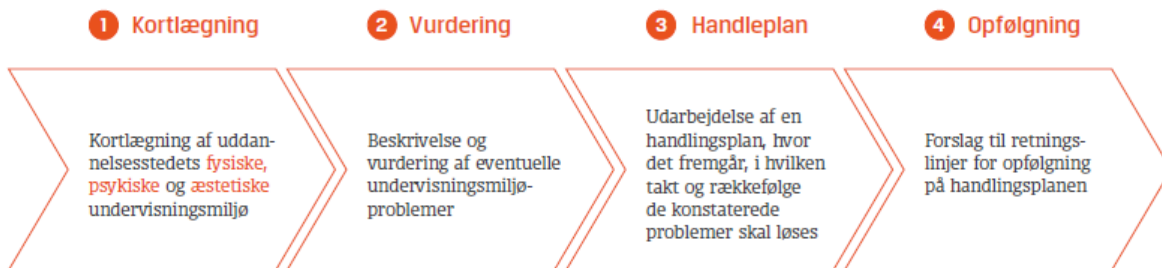 1 Kortlægning
2 Vurdering
3 Handleplan
4 Opfølgning
Kortlægning af uddan-
nelsesstedets fysiske,
psykiske og æstetiske
undervisningsmiljø
Beskrivelse og
vurdering af eventuelle
undervisningsmiljø-
problemer
Udarbejdelse af en
handlingsplan, hvor
det fremgår, i hvilken
takt og rækkefølge
de konstaterede
problemer skal løses
Forslag til retnings-
linjer for opfølgning
på handlingsplanen